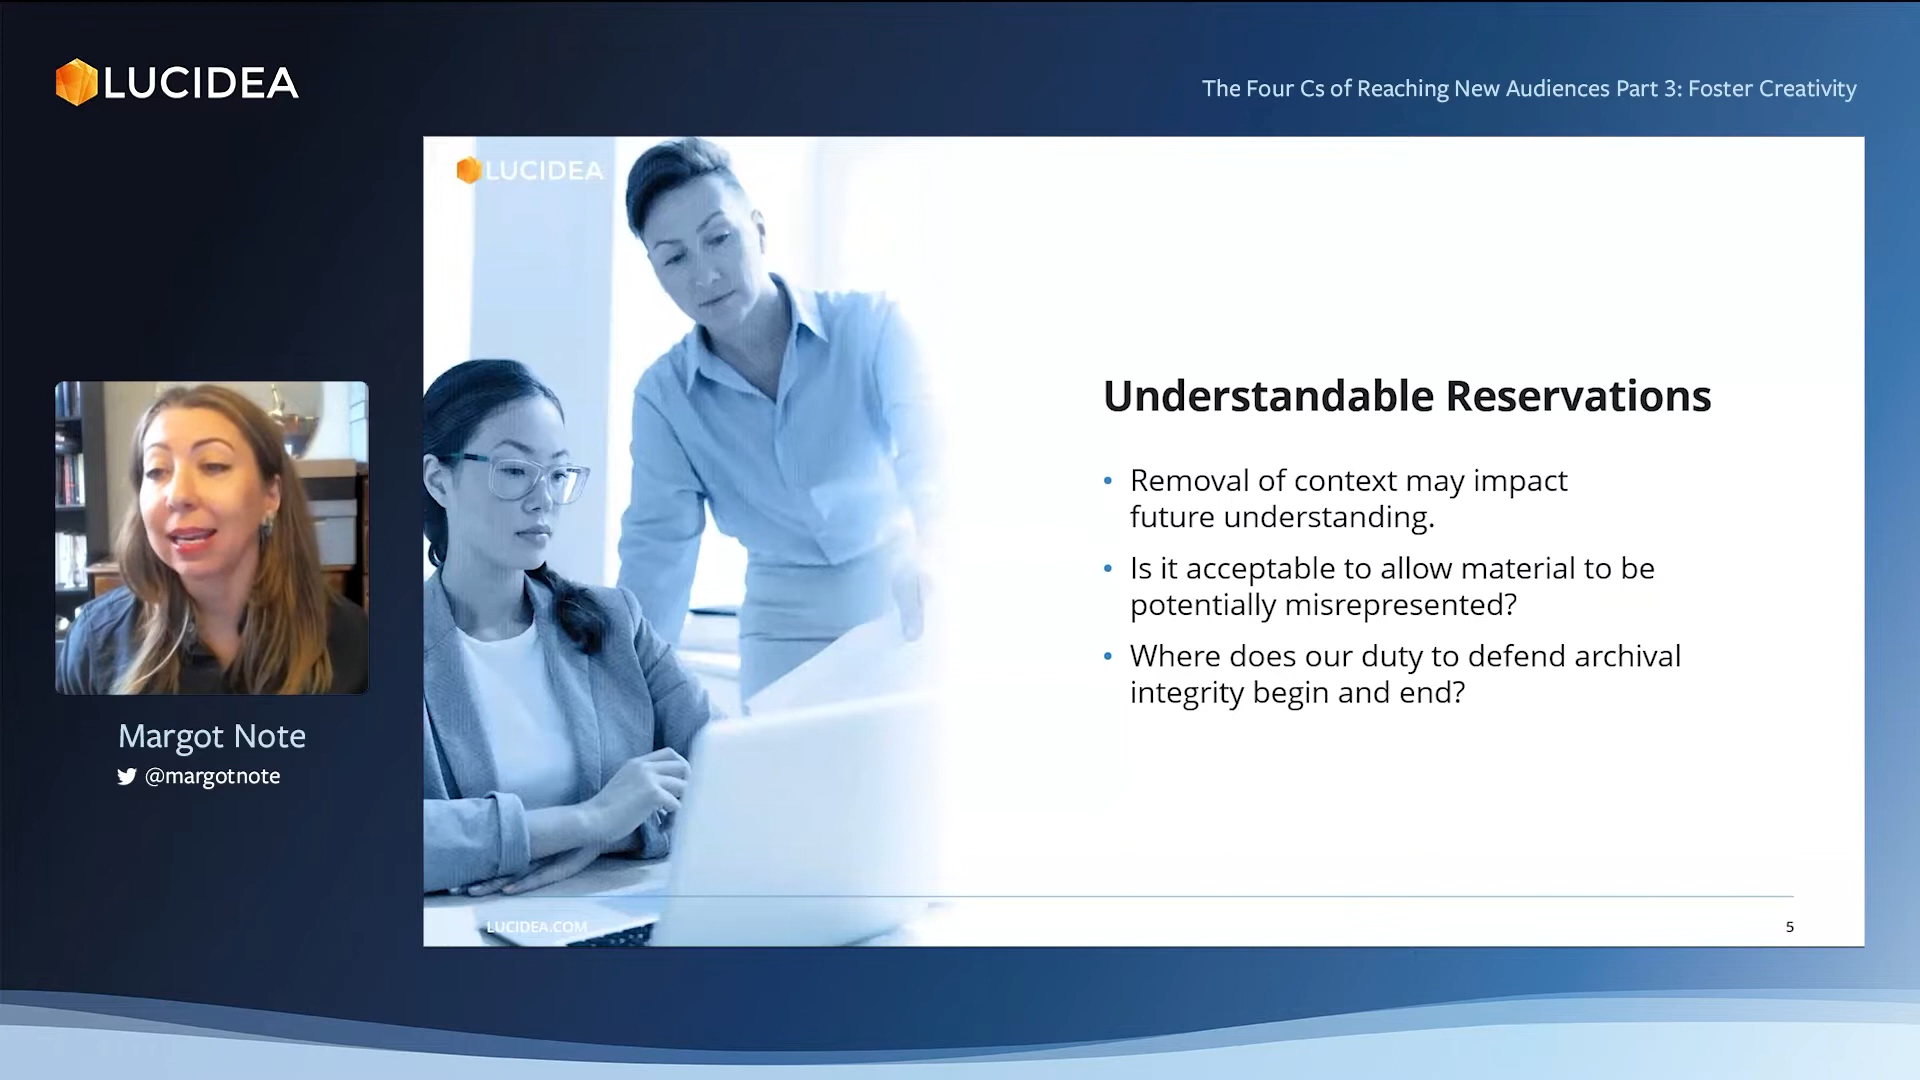 LUCIDEA
The Four Cs of Reaching New Audiences Part 3: Foster Creativity
LUCIDEA
Understandable Reservations
• Removal of context may impact
future understanding.
• Is it acceptable to allow material to be
potentially misrepresented?
• Where does our duty to defend archival
integrity begin and end?
Margot Note
@margotnote
LUCIDEA.COM
5